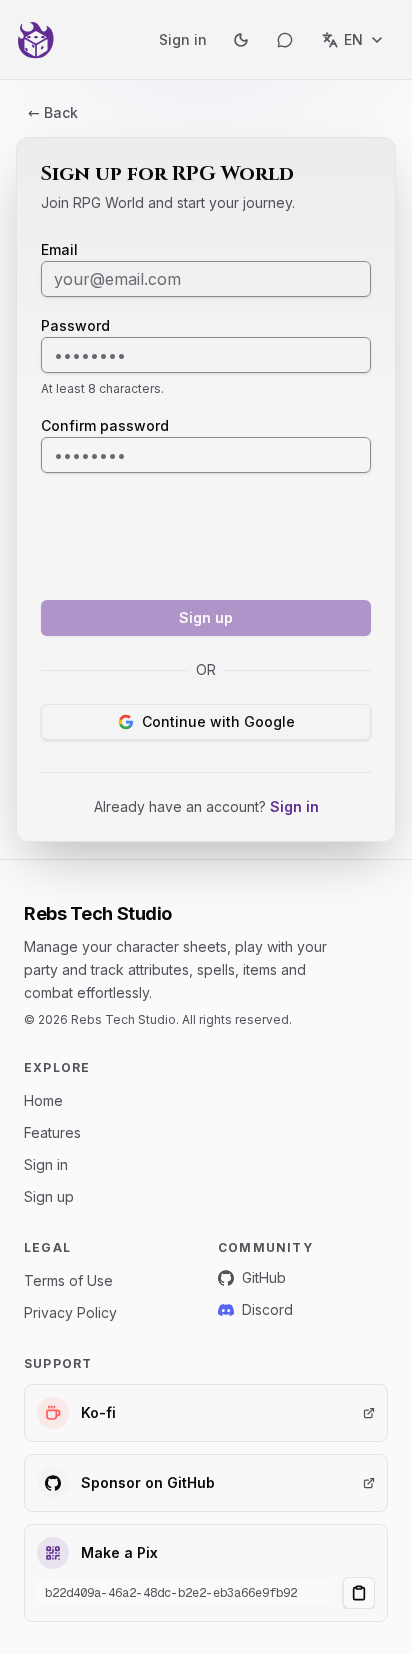 Sign in
EN
← Back
Sign up for RPG World
Join RPG World and start your journey.
Email
your@email.com
Password
••••••••
At least 8 characters.
Confirm password
••••••••
Sign up
OR
Continue with Google
Already have an account? Sign in
Rebs Tech Studio
Manage your character sheets, play with your
party and track attributes, spells, items and
combat effortlessly.
© 2026 Rebs Tech Studio. All rights reserved.
EXPLORE
Home
Features
Sign in
Sign up
LEGAL
Terms of Use
Privacy Policy
COMMUNITY
GitHub
Discord
SUPPORT
Ko-fi
Sponsor on GitHub
Make a Pix
b22d409a-46a2-48dc-b2e2-eb3a66e9fb92